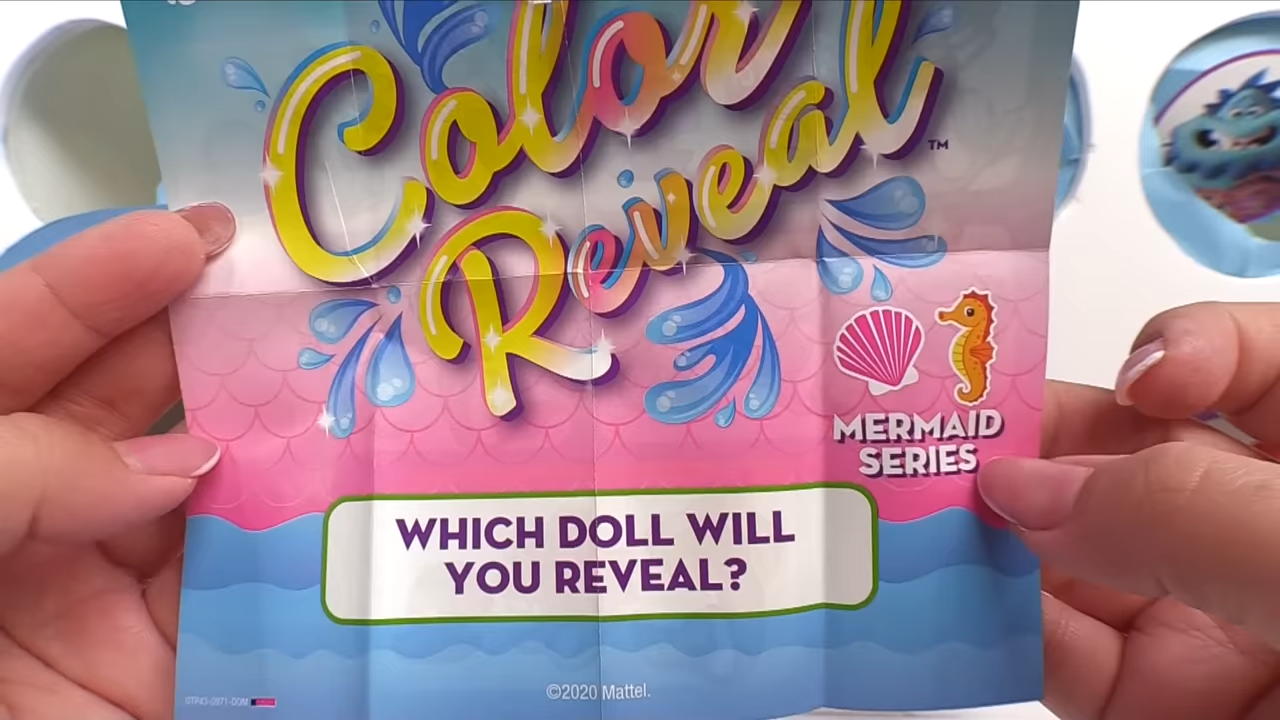 Color
Reveal™
MERMAID
SERIES
WHICH DOLL WILL
YOU REVEAL?
©2020 Mattel.